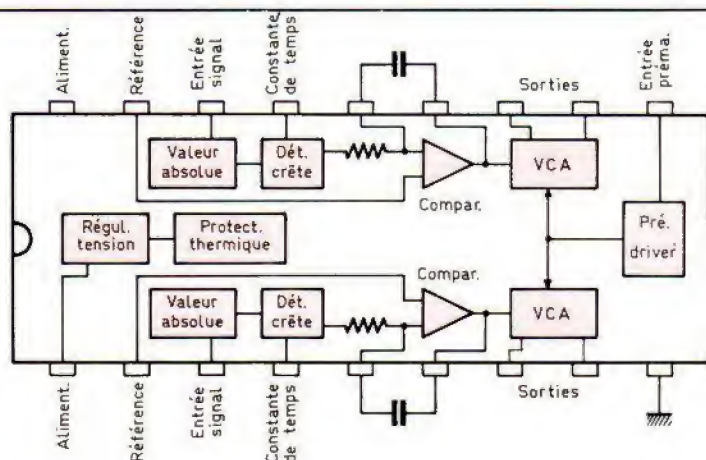 Aliment.
Référence
Entrée
signal
Constante
de temps
Sorties
Entrée
préma.
Valeur
absolue
Dét.
crête
VCA
Compar.
Régul.
tension
Protect.
thermique
Pré.
driver
Compar.
Valeur
absolue
Dét.
crête
VCA
Aliment.
Référence
Entrée
signal
Constante
de temps
Sorties